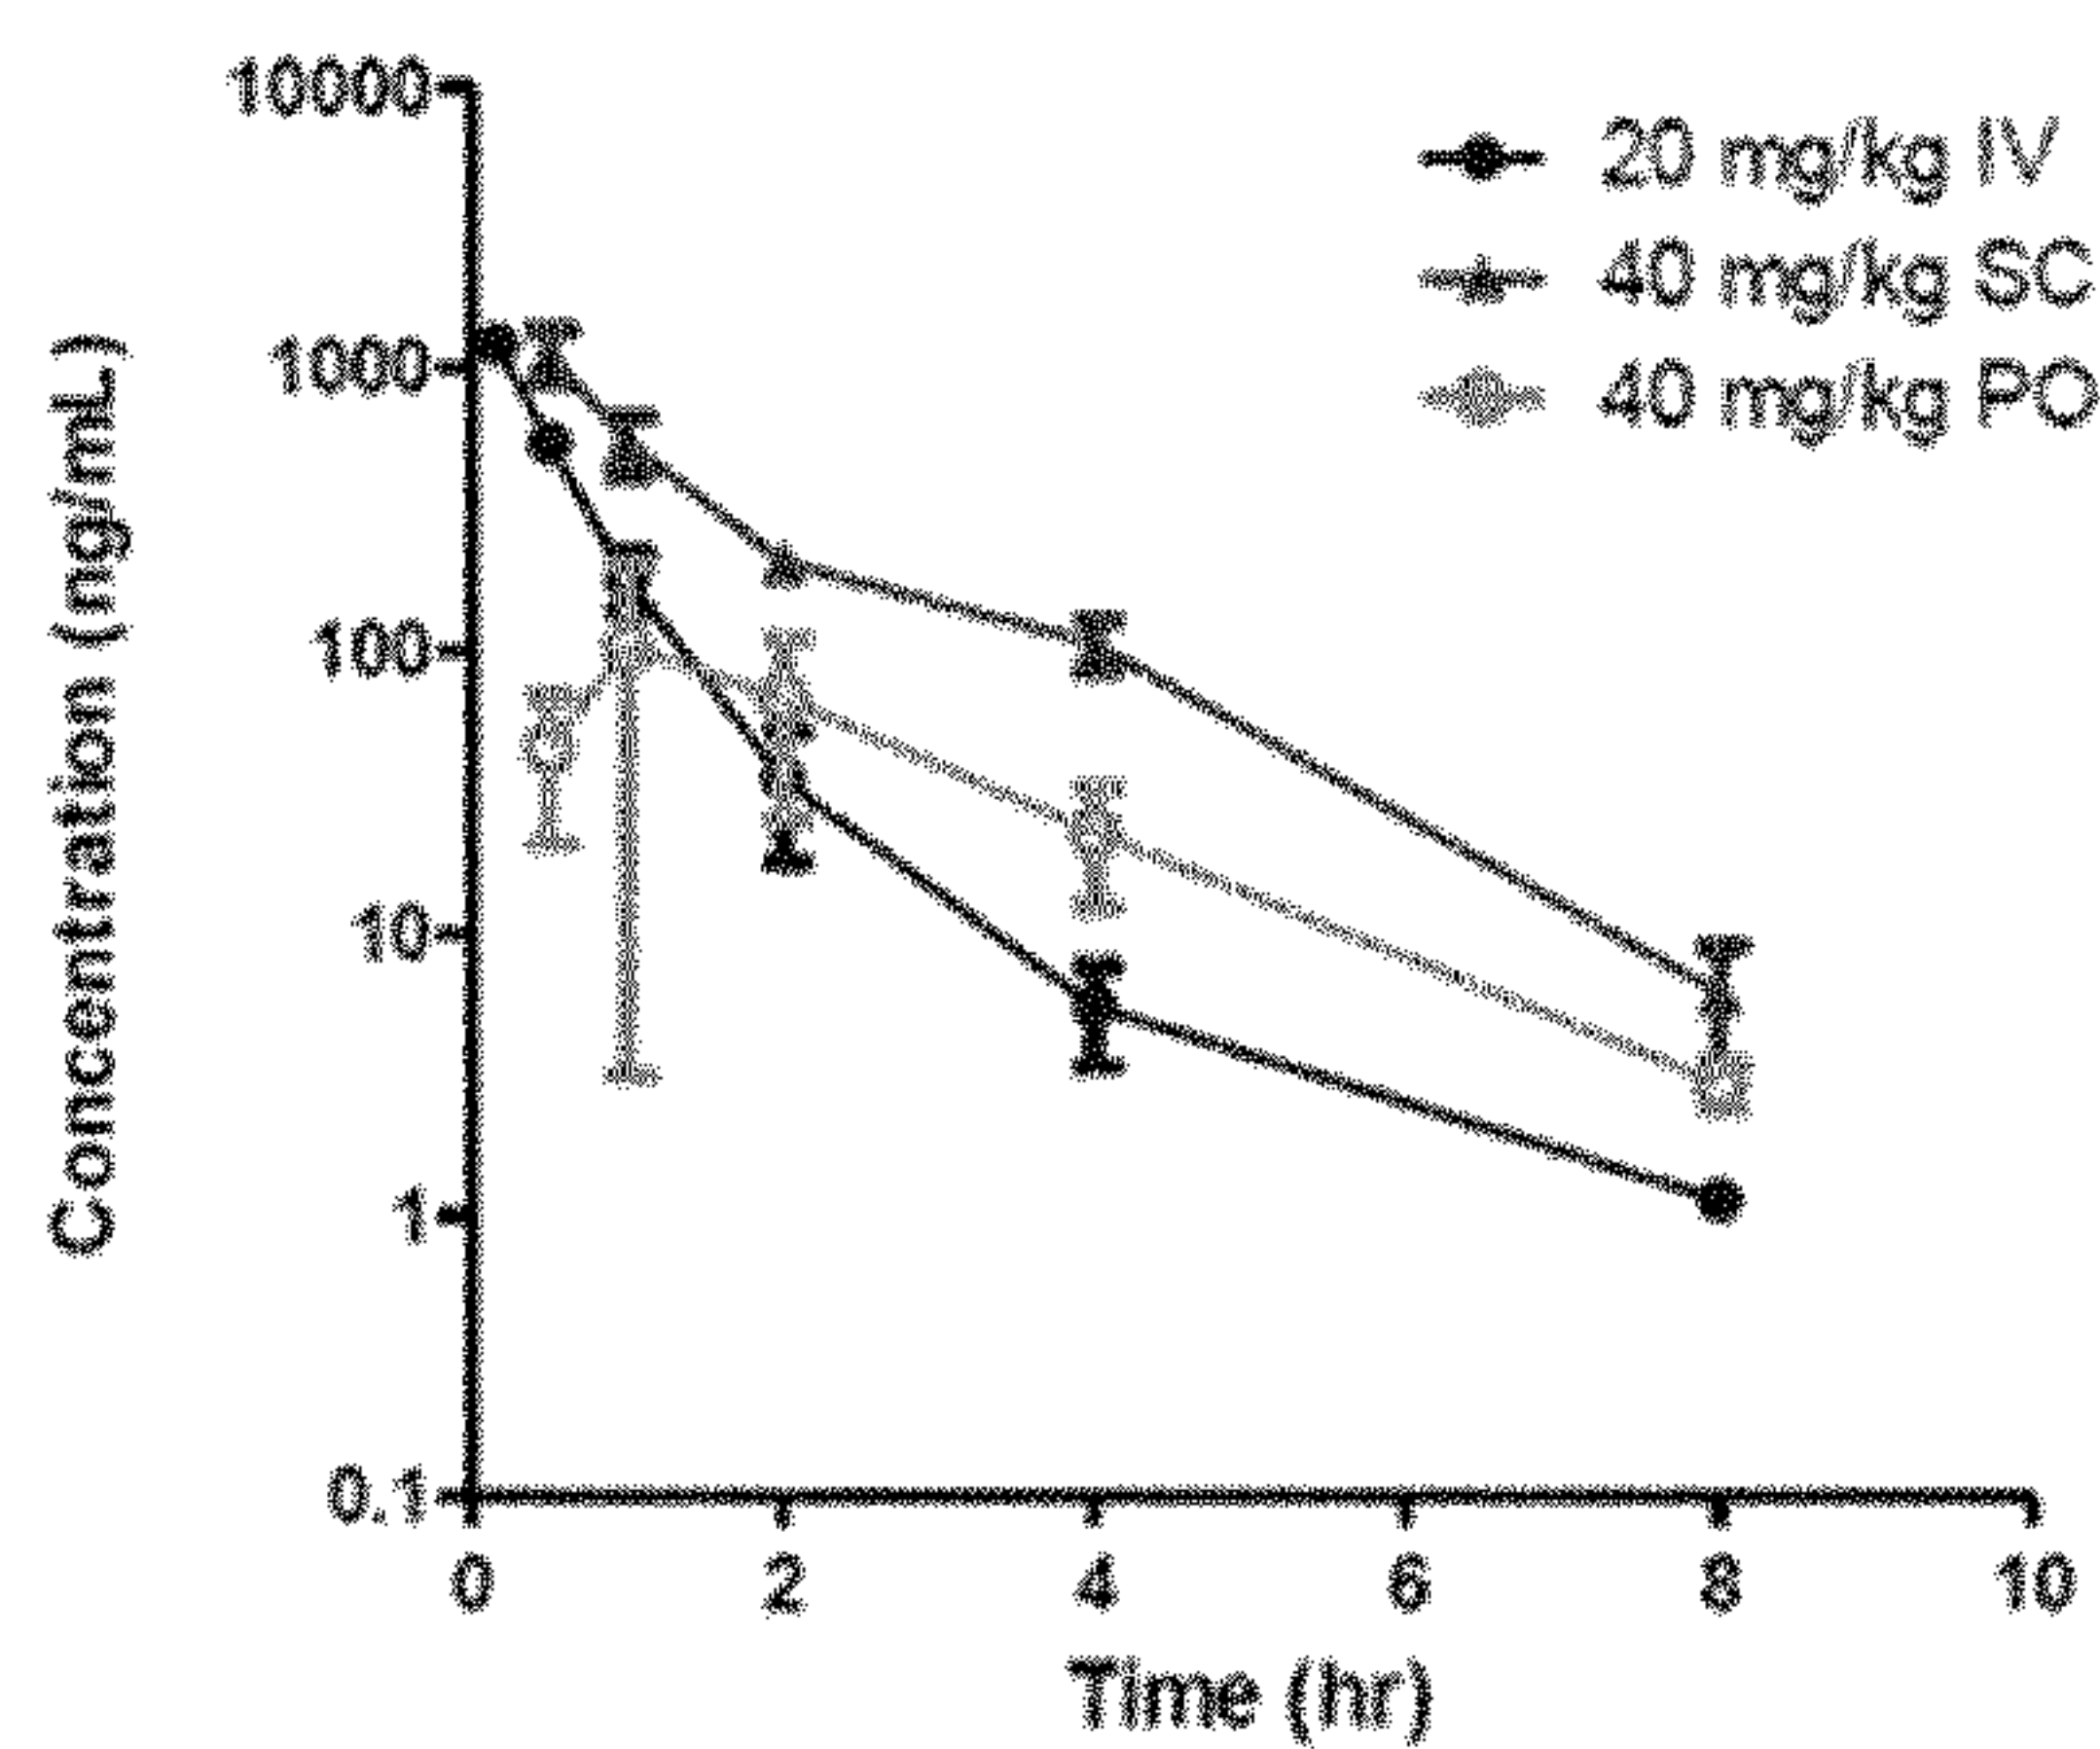 10000
1000
100
10
1
0.1
Concentration (ng/mL)
20 mg/kg IV
40 mg/kg SC
40 mg/kg PO
0 2 4 6 8 10
Time (hr)